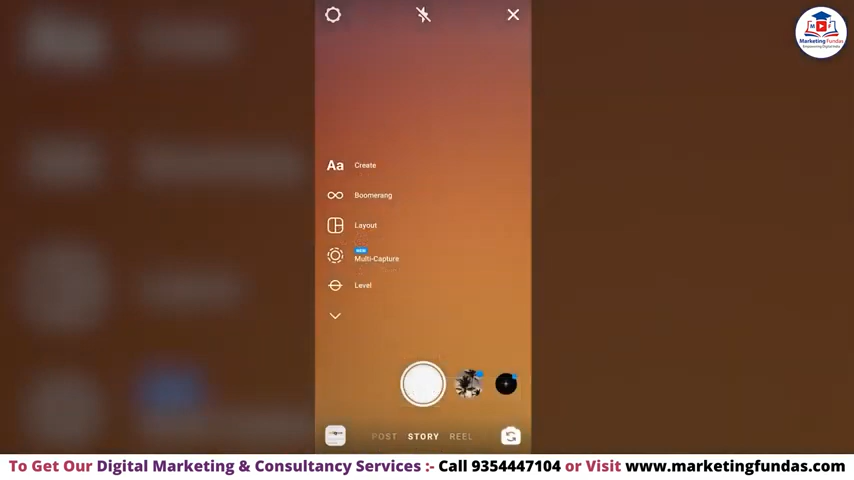 M F
Marketing Fundas
Empowering Digital India
Aa Create
Boomerang
Layout
NEW
Multi-Capture
Level
POST STORY REEL
To Get Our Digital Marketing & Consultancy Services :- Call 9354447104 or Visit www.marketingfundas.com